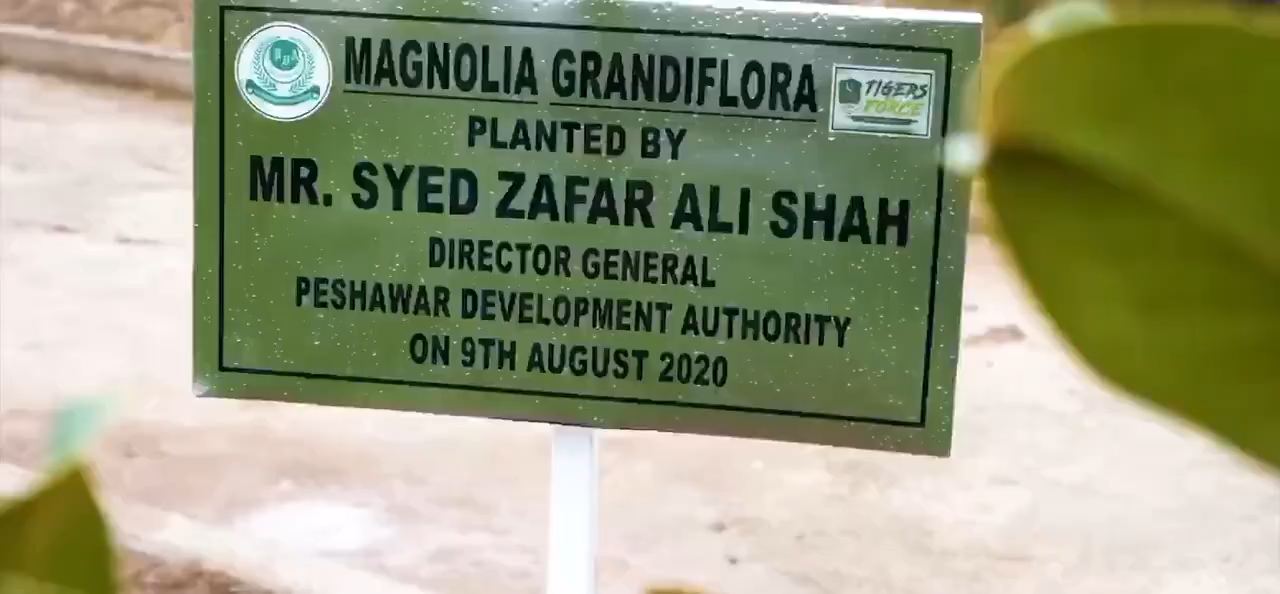 MAGNOLIA GRANDIFLORA
TIGERS
FORCE
PLANTED BY
MR. SYED ZAFAR ALI SHAH
DIRECTOR GENERAL
PESHAWAR DEVELOPMENT AUTHORITY
ON 9TH AUGUST 2020